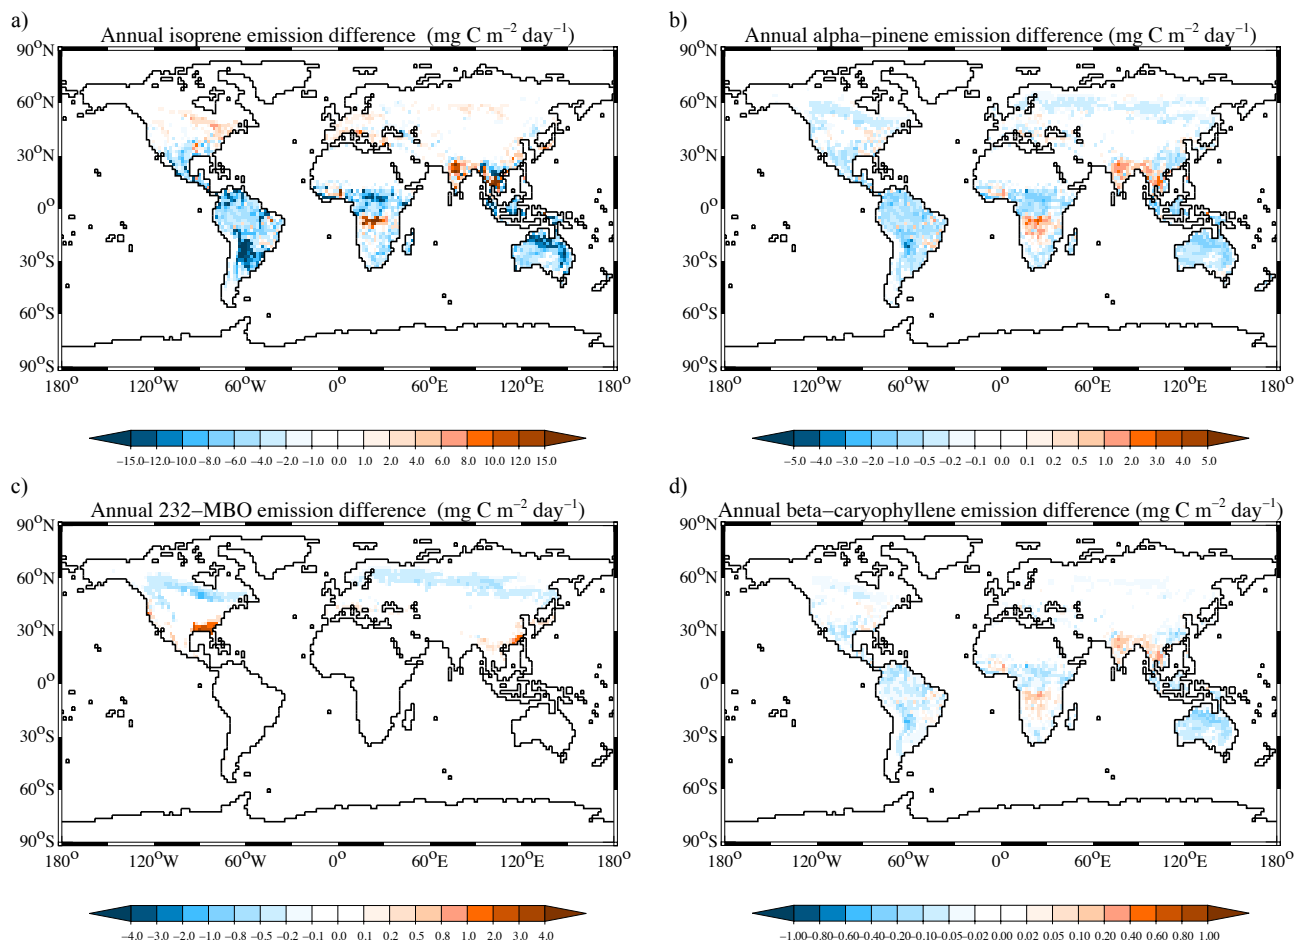 a)
Annual isoprene emission difference (mg C m⁻² day⁻¹)
90°N
60°N
30°N
0°
30°S
60°S
90°S
180° 120°W 60°W 0° 60°E 120°E 180°
−15.0 −12.0 −10.0 −8.0 −6.0 −4.0 −2.0 −1.0 0.0 1.0 2.0 4.0 6.0 8.0 10.0 12.0 15.0
b)
Annual alpha−pinene emission difference (mg C m⁻² day⁻¹)
90°N
60°N
30°N
0°
30°S
60°S
90°S
180° 120°W 60°W 0° 60°E 120°E 180°
−5.0 −4.0 −3.0 −2.0 −1.0 −0.5 −0.2 −0.1 0.0 0.1 0.2 0.5 1.0 2.0 3.0 4.0 5.0
c)
Annual 232−MBO emission difference (mg C m⁻² day⁻¹)
90°N
60°N
30°N
0°
30°S
60°S
90°S
180° 120°W 60°W 0° 60°E 120°E 180°
−4.0 −3.0 −2.0 −1.0 −0.8 −0.5 −0.2 −0.1 0.0 0.1 0.2 0.5 0.8 1.0 2.0 3.0 4.0
d)
Annual beta−caryophyllene emission difference (mg C m⁻² day⁻¹)
90°N
60°N
30°N
0°
30°S
60°S
90°S
180° 120°W 60°W 0° 60°E 120°E 180°
−1.00 −0.80 −0.60 −0.40 −0.20 −0.10 −0.05 −0.02 0.00 0.02 0.05 0.10 0.20 0.40 0.60 0.80 1.00